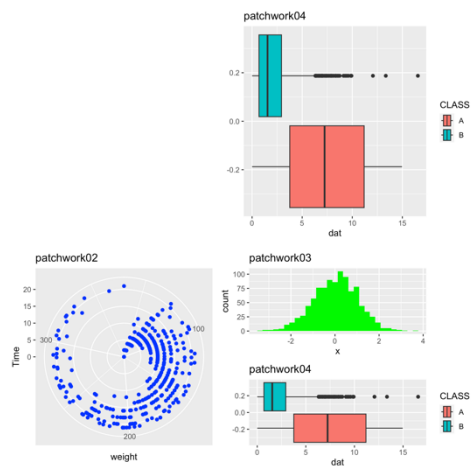 patchwork04
0.2
0.0
-0.2
0
5
10
15
dat
CLASS
A
B
patchwork02
20
15
10
5
0
Time
100
200
300
weight
patchwork03
100
75
50
25
0
count
-2
0
2
4
x
patchwork04
0.2
0.0
-0.2
0
5
10
15
dat
CLASS
A
B